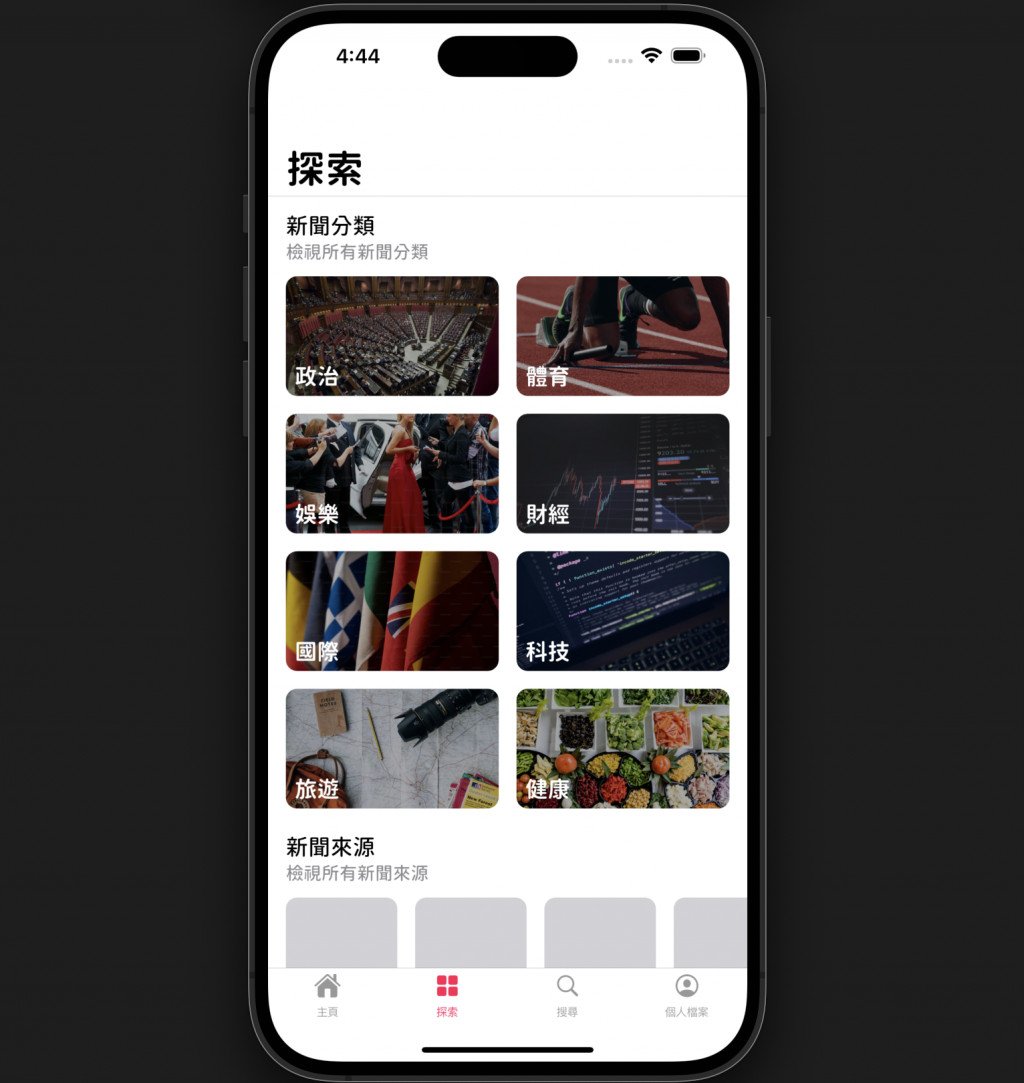 4:44
探索
新聞分類
檢視所有新聞分類
政治
體育
娛樂
財經
國際
科技
FIELD
NOTES
旅遊
健康
新聞來源
檢視所有新聞來源
主頁
探索
搜尋
個人檔案